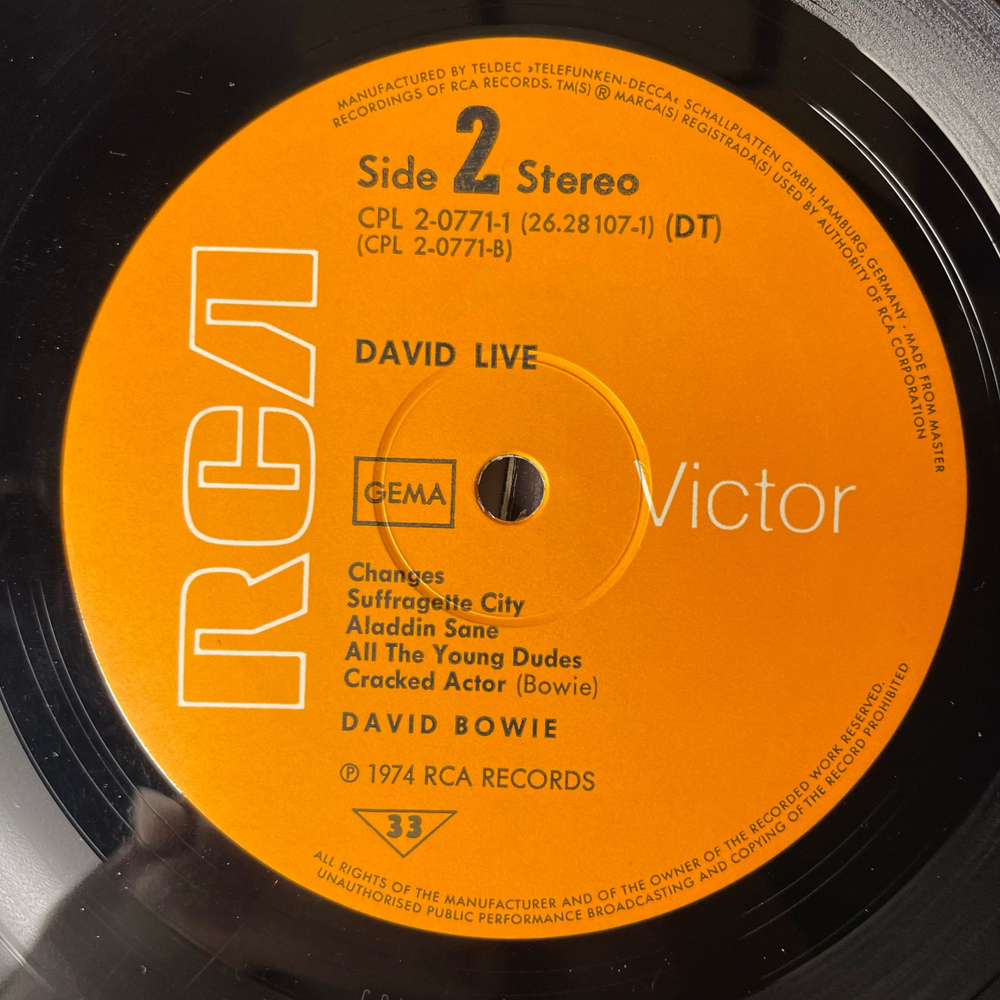 MANUFACTURED BY TELDEC »TELEFUNKEN-DECCA« SCHALLPLATTEN GMBH, HAMBURG, GERMANY · MADE FROM MASTER
RECORDINGS OF RCA RECORDS. TM(S) ® MARCA(S) REGISTRADA(S) USED BY AUTHORITY OF RCA CORPORATION
Side 2 Stereo
CPL 2-0771-1 (26.28107-1) (DT)
(CPL 2-0771-B)
RCA
DAVID LIVE
GEMA
Victor
Changes
Suffragette City
Aladdin Sane
All The Young Dudes
Cracked Actor (Bowie)
DAVID BOWIE
℗ 1974 RCA RECORDS
33
ALL RIGHTS OF THE MANUFACTURER AND OF THE OWNER OF THE RECORDED WORK RESERVED.
UNAUTHORISED PUBLIC PERFORMANCE BROADCASTING AND COPYING OF THE RECORD PROHIBITED